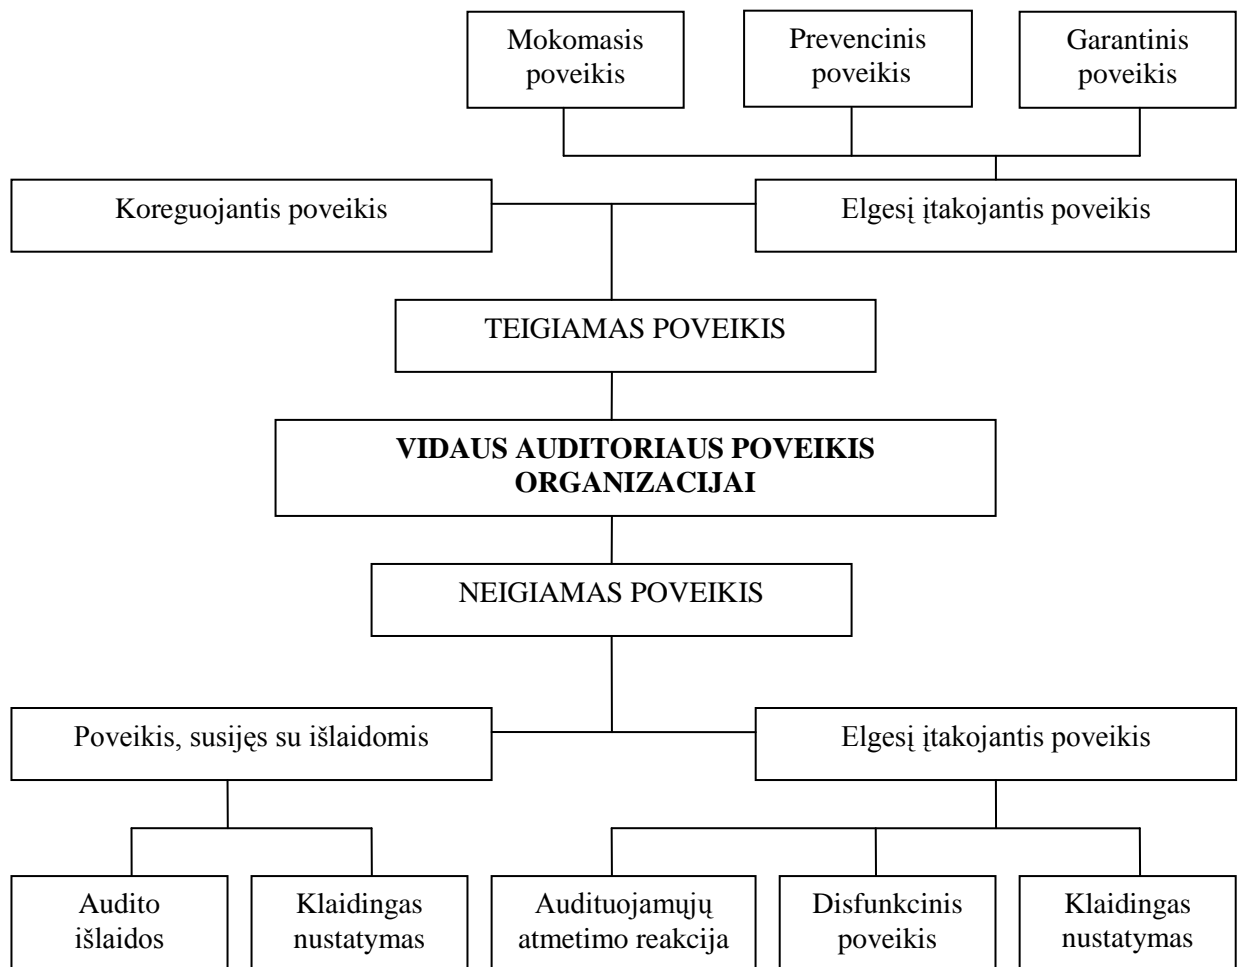 Mokomasis
poveikis
Prevencinis
poveikis
Garantinis
poveikis
Koreguojantis poveikis
Elgesį įtakojantis poveikis
TEIGIAMAS POVEIKIS
VIDAUS AUDITORIAUS POVEIKIS
ORGANIZACIJAI
NEIGIAMAS POVEIKIS
Poveikis, susijęs su išlaidomis
Elgesį įtakojantis poveikis
Audito
išlaidos
Klaidingas
nustatymas
Audituojamųjų
atmetimo reakcija
Disfunkcinis
poveikis
Klaidingas
nustatymas